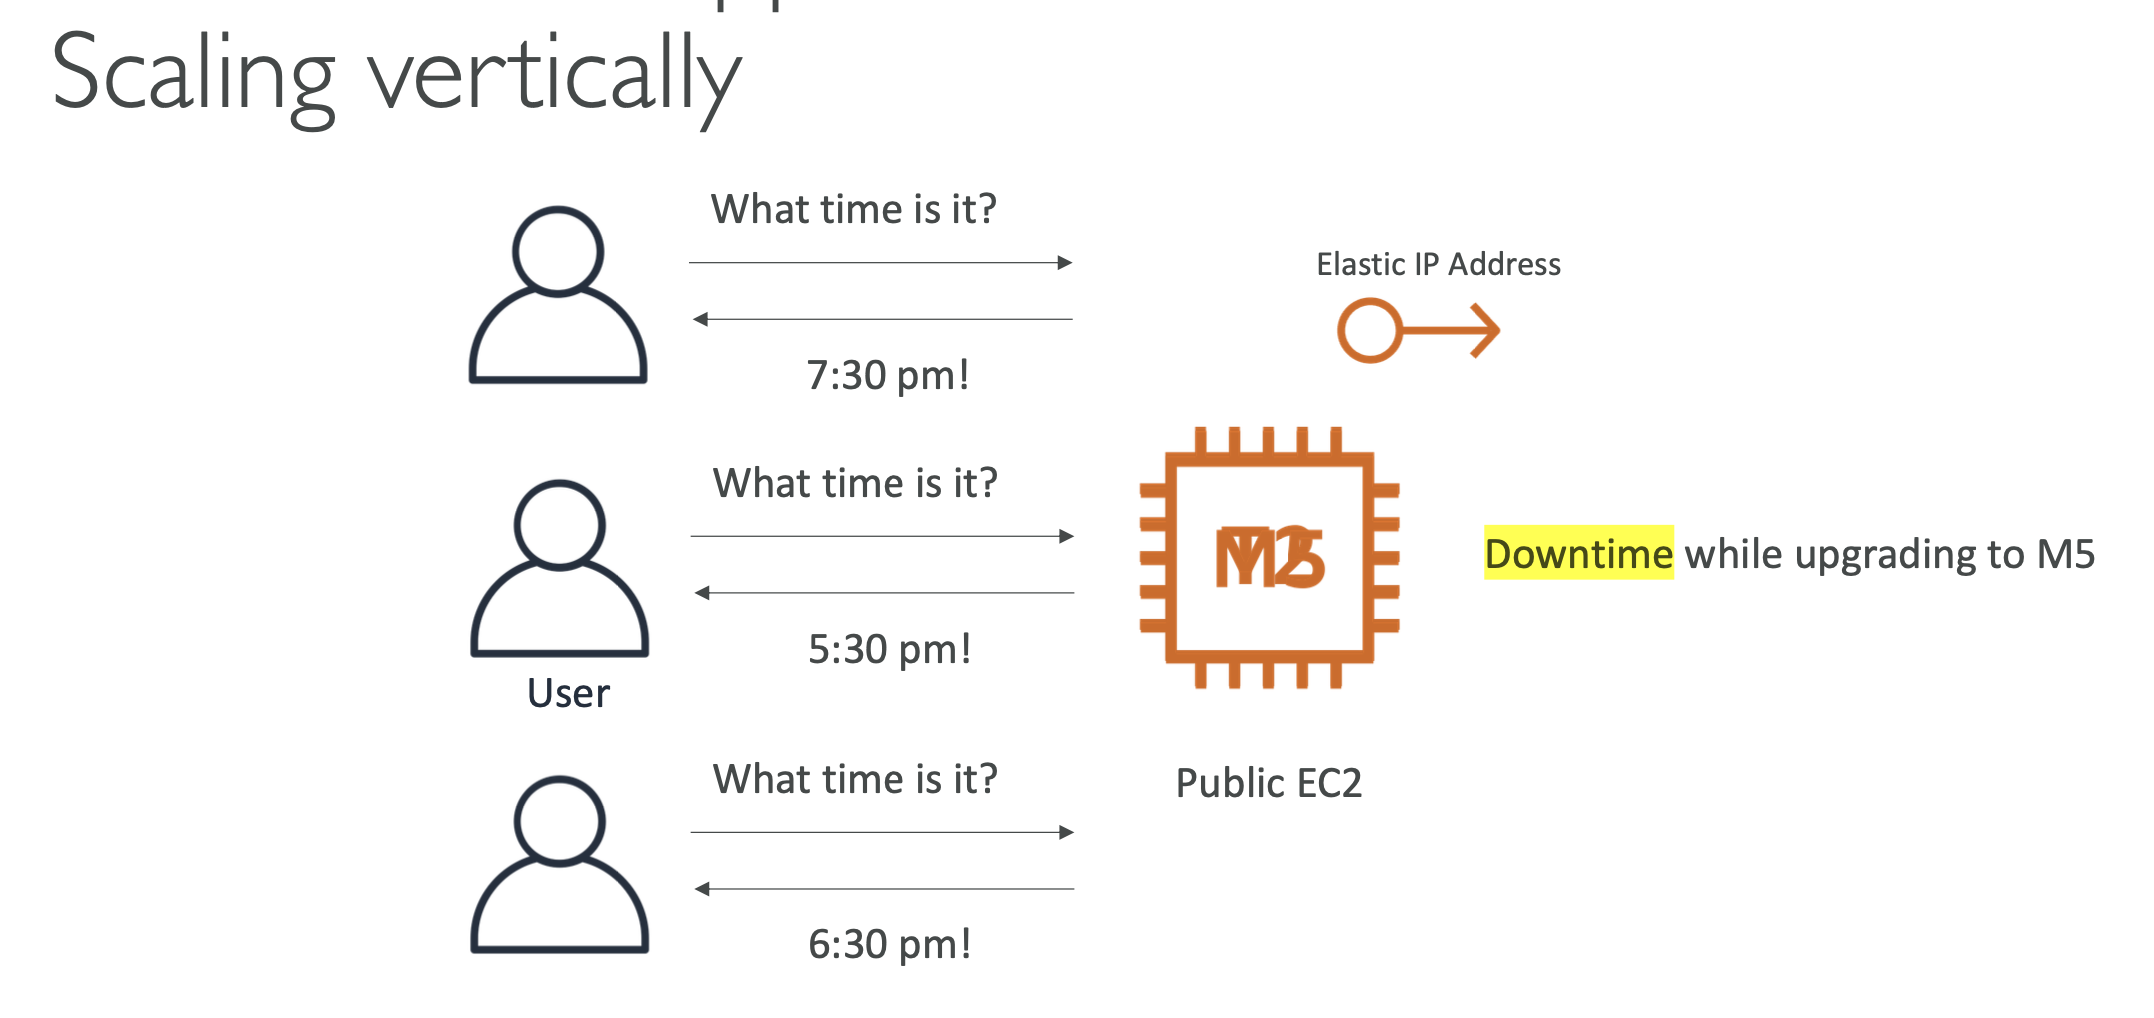 Scaling vertically
What time is it?
Elastic IP Address
7:30 pm!
What time is it?
Downtime while upgrading to M5
5:30 pm!
User
What time is it?
Public EC2
6:30 pm!